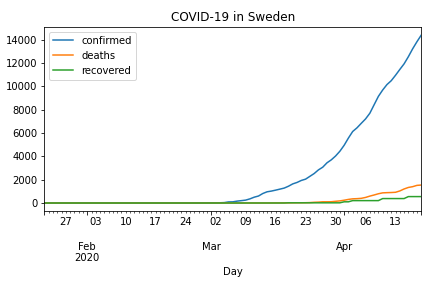 COVID-19 in Sweden
confirmed
deaths
recovered
14000
12000
10000
8000
6000
4000
2000
0
27 03 10 17 24 02 09 16 23 30 06 13
Feb Mar Apr
2020
Day